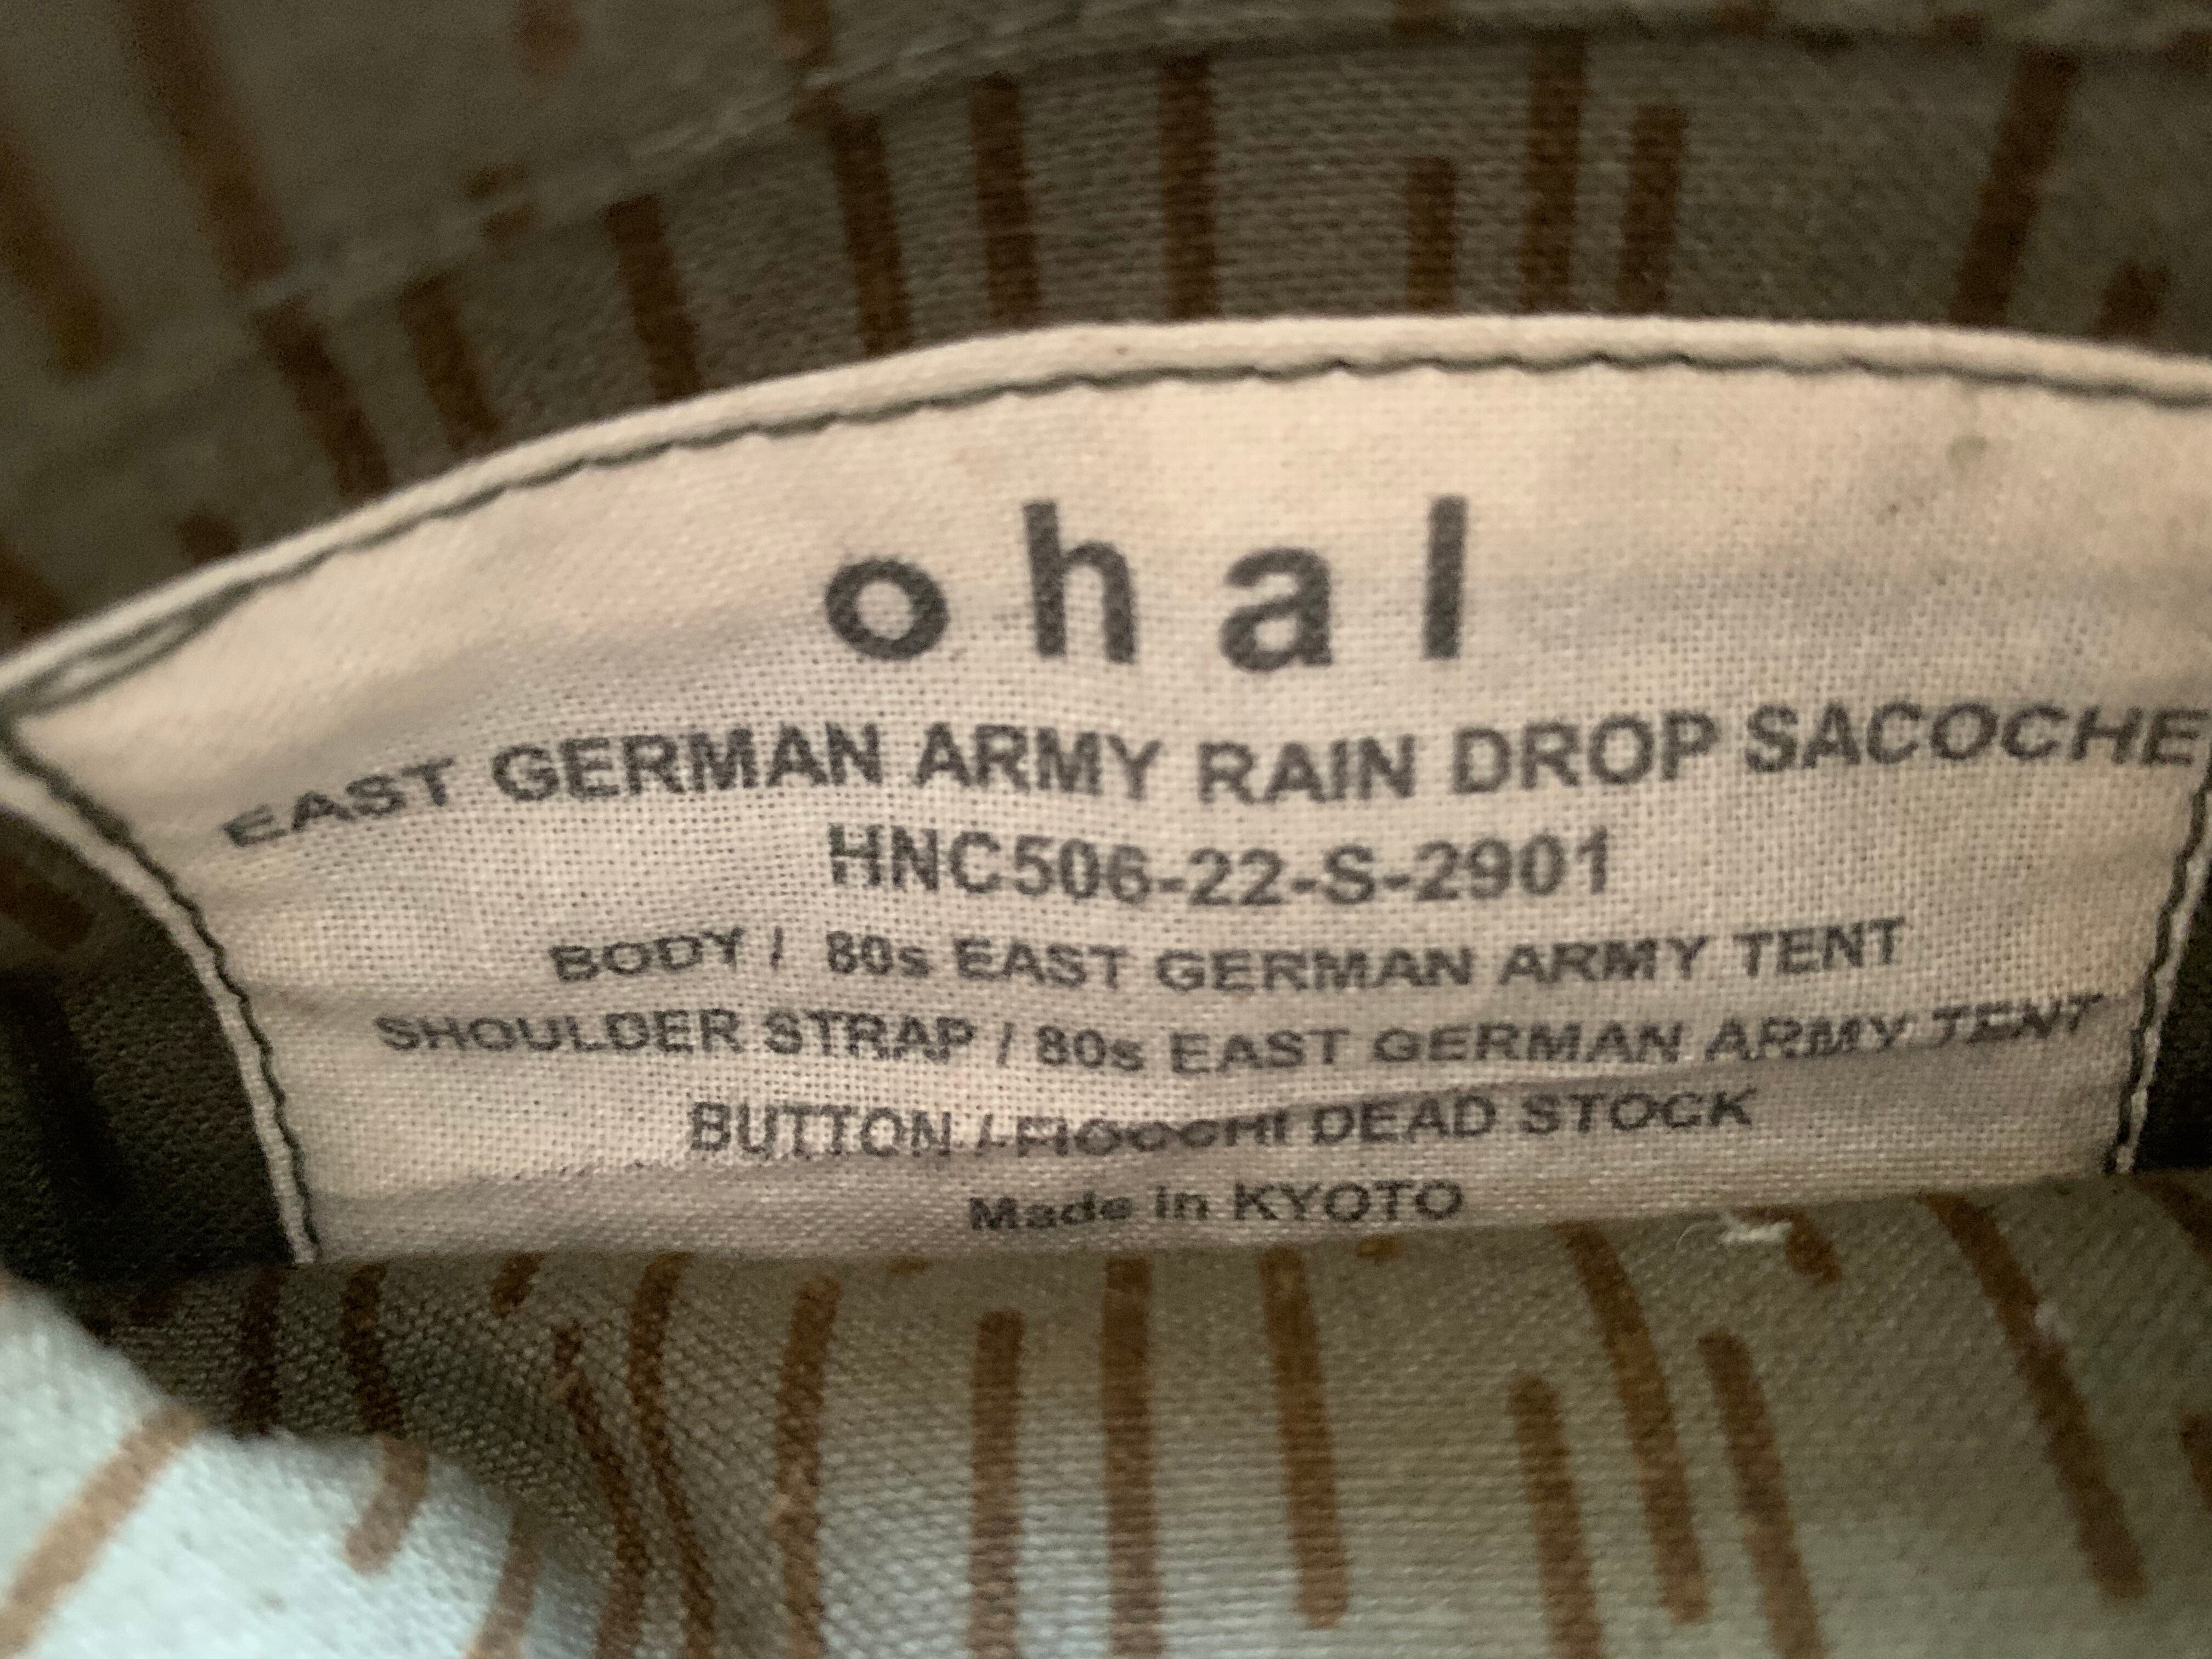 ohal
EAST GERMAN ARMY RAIN DROP SACOCHE
HNC506-22-S-2901
BODY / 80s EAST GERMAN ARMY TENT
SHOULDER STRAP / 80s EAST GERMAN ARMY TENT
BUTTON / FIOCCHI DEAD STOCK
Made in KYOTO